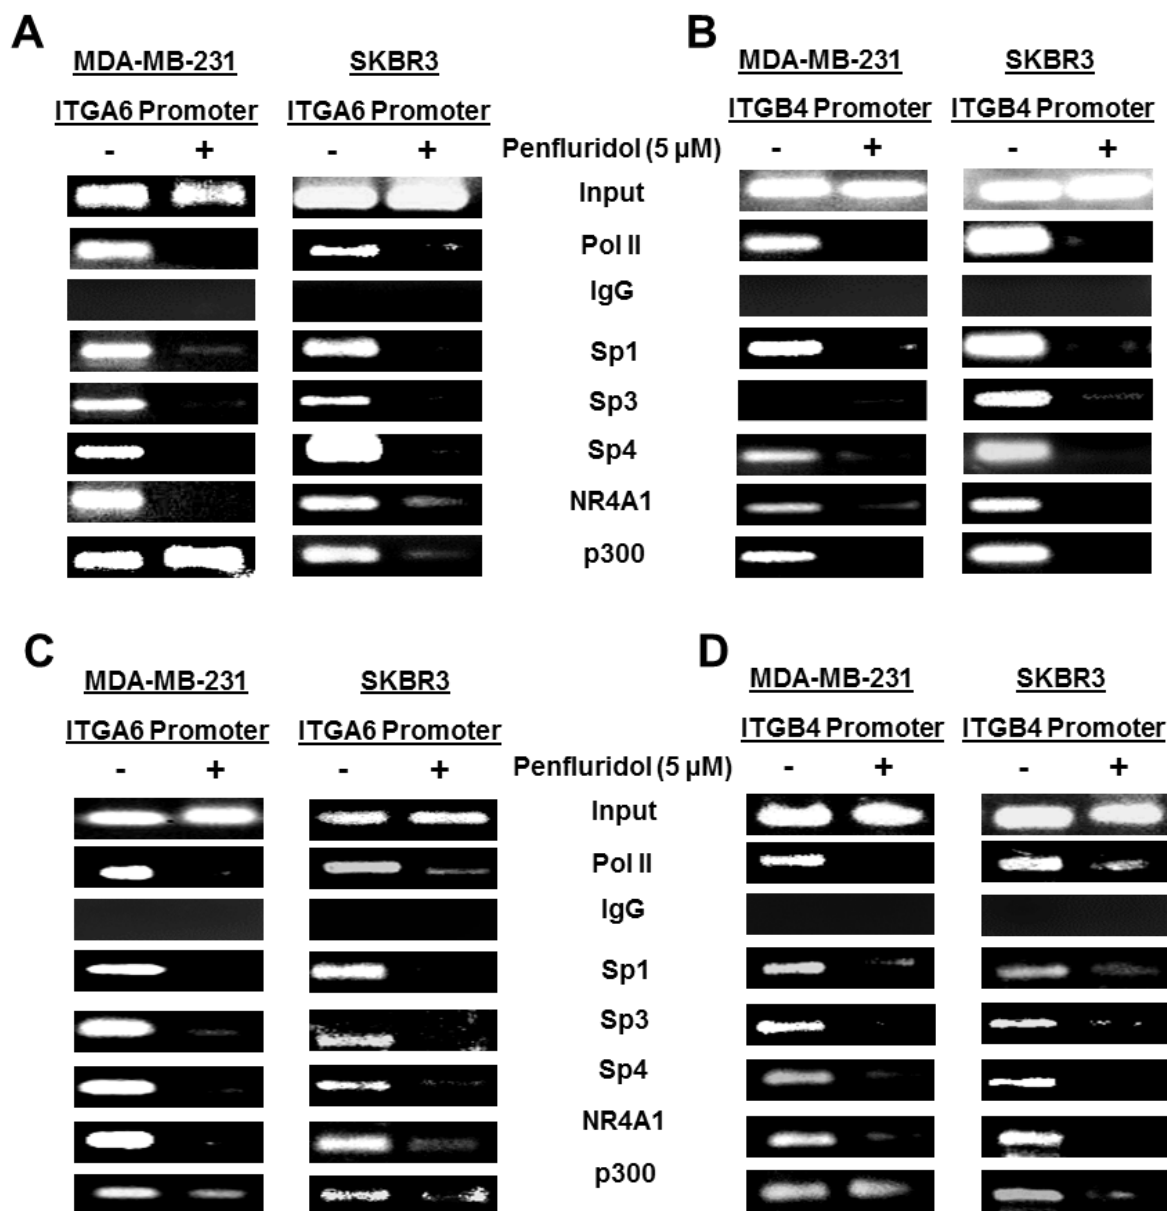 A
MDA-MB-231 SKBR3
ITGA6 Promoter ITGA6 Promoter
- + - +
B
MDA-MB-231 SKBR3
ITGB4 Promoter ITGB4 Promoter
- + - +
Penfluridol (5 μM)
Input
Pol II
IgG
Sp1
Sp3
Sp4
NR4A1
p300
C
MDA-MB-231 SKBR3
ITGA6 Promoter ITGA6 Promoter
- + - +
D
MDA-MB-231 SKBR3
ITGB4 Promoter ITGB4 Promoter
- + - +
Penfluridol (5 μM)
Input
Pol II
IgG
Sp1
Sp3
Sp4
NR4A1
p300